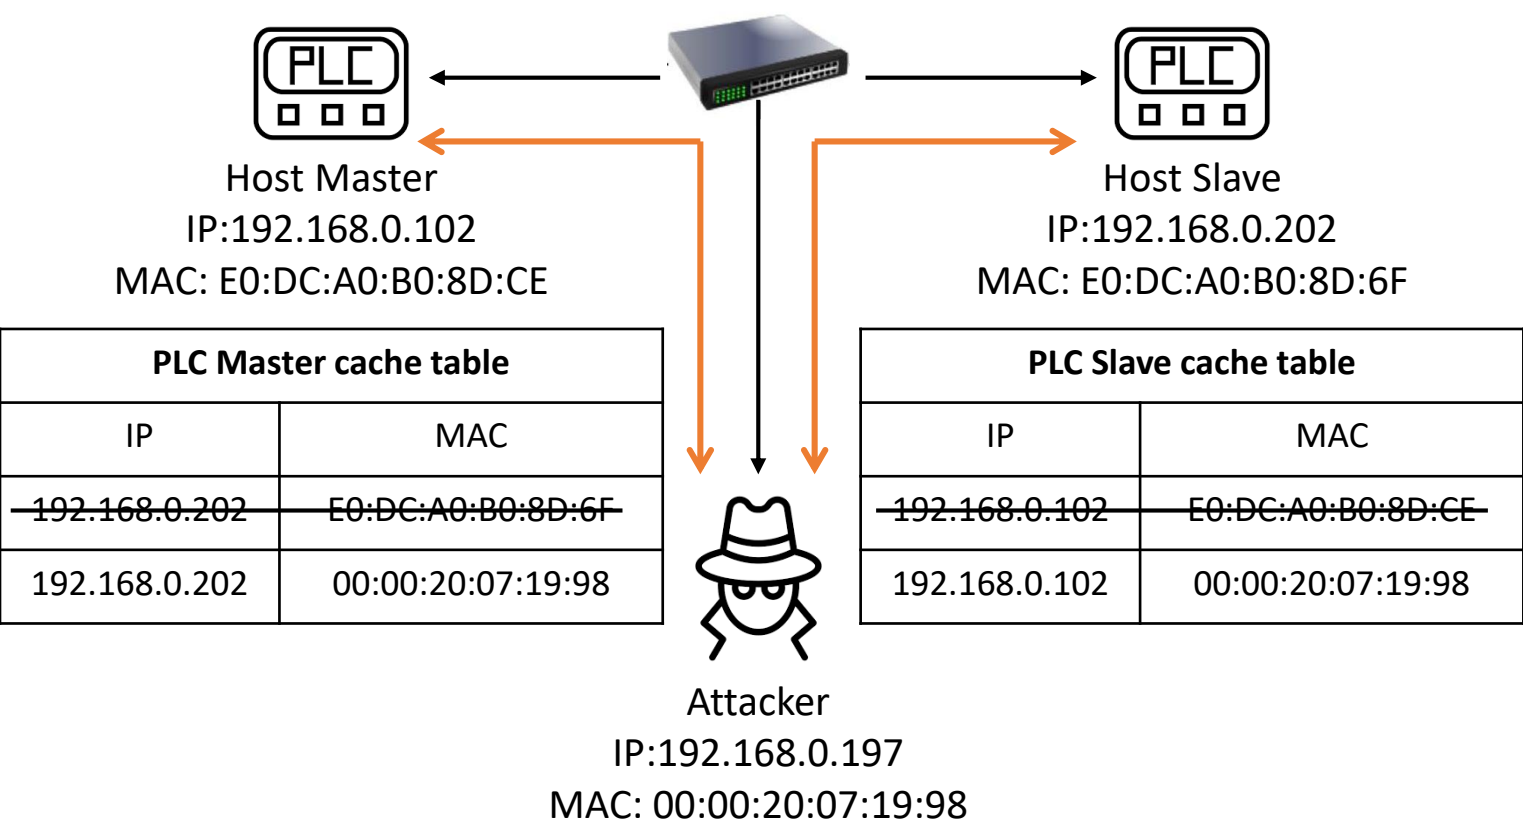 PLC
PLC
Host Master
IP:192.168.0.102
MAC: E0:DC:A0:B0:8D:CE
Host Slave
IP:192.168.0.202
MAC: E0:DC:A0:B0:8D:6F
PLC Master cache table
IP MAC
192.168.0.202 E0:DC:A0:B0:8D:6F
192.168.0.202 00:00:20:07:19:98
PLC Slave cache table
IP MAC
192.168.0.102 E0:DC:A0:B0:8D:CE
192.168.0.102 00:00:20:07:19:98
Attacker
IP:192.168.0.197
MAC: 00:00:20:07:19:98